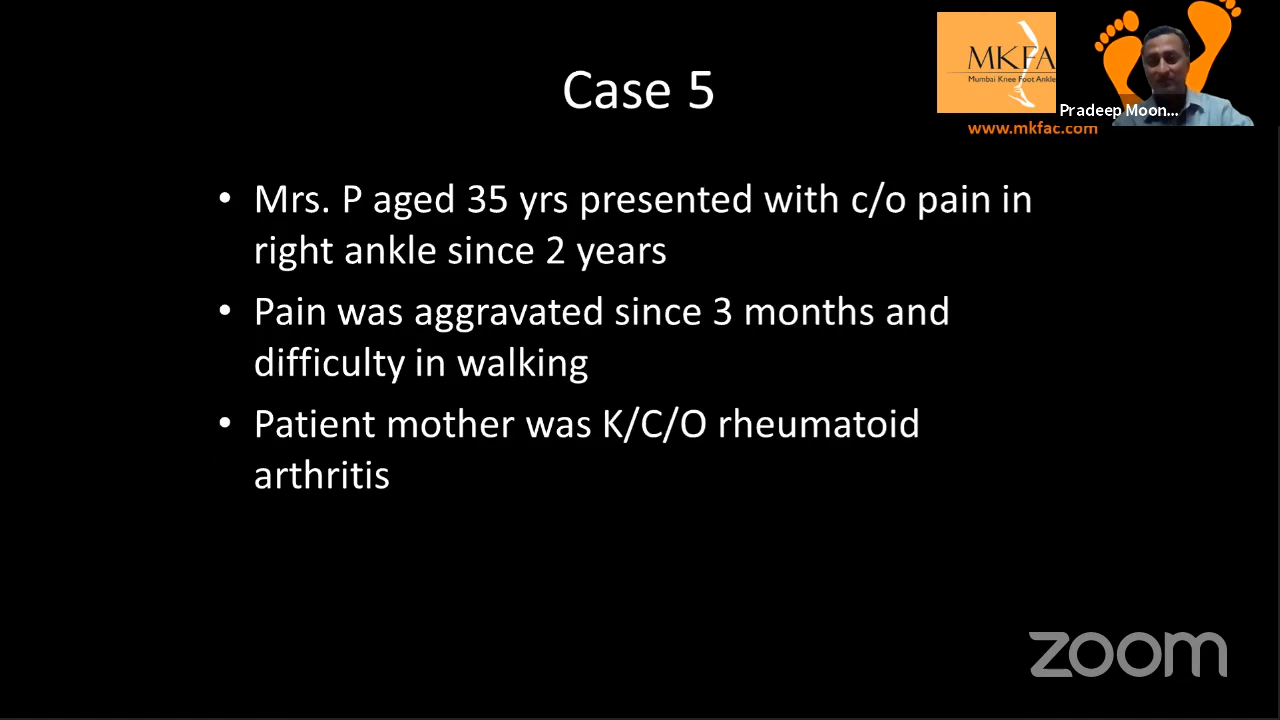 Case 5
MKFA
Mumbai Knee Foot Ankle
www.mkfac.com
Pradeep Moon...
• Mrs. P aged 35 yrs presented with c/o pain in
right ankle since 2 years
• Pain was aggravated since 3 months and
difficulty in walking
• Patient mother was K/C/O rheumatoid
arthritis
zoom